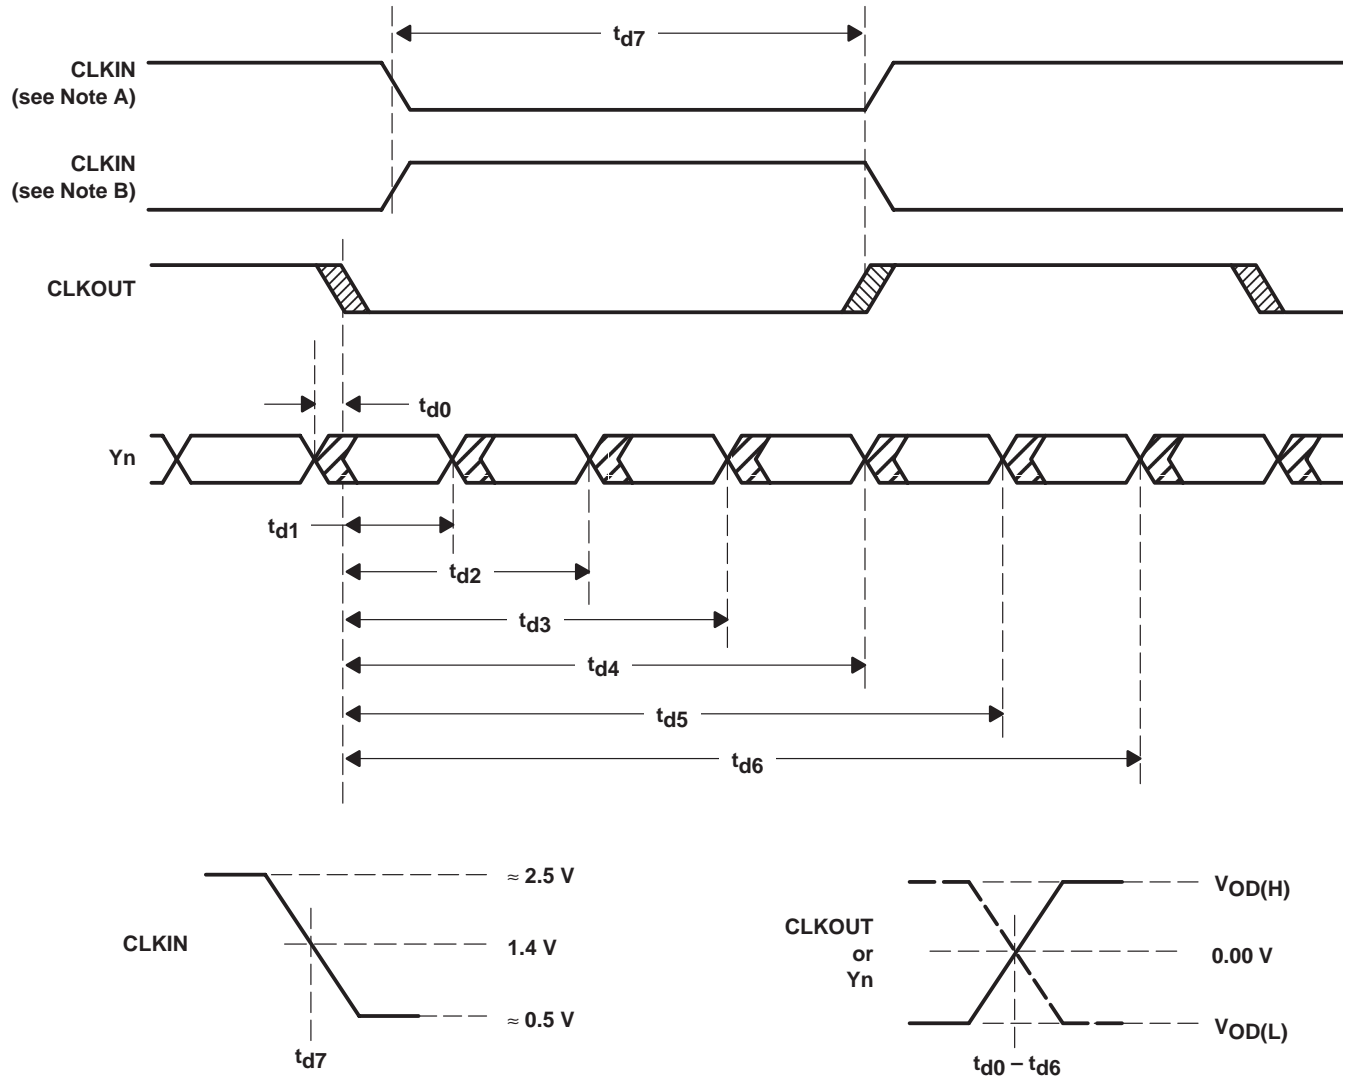 td7
CLKIN
(see Note A)
CLKIN
(see Note B)
CLKOUT
td0
Yn
td1
td2
td3
td4
td5
td6
CLKIN
≈ 2.5 V
1.4 V
≈ 0.5 V
td7
CLKOUT
or
Yn
VOD(H)
0.00 V
VOD(L)
td0 – td6